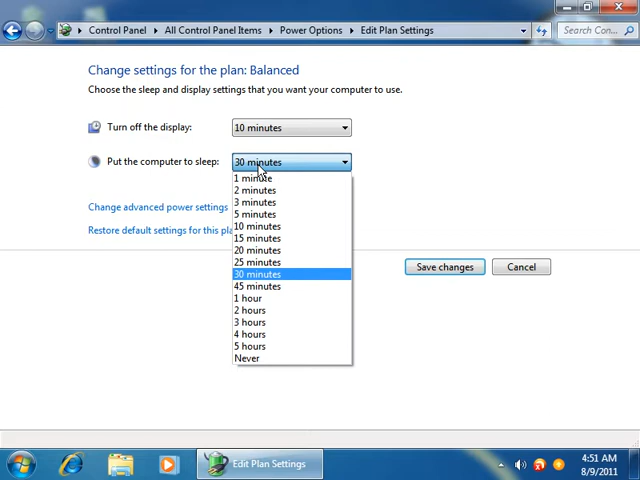 Control Panel ▸ All Control Panel Items ▸ Power Options ▸ Edit Plan Settings
Search Con...
Change settings for the plan: Balanced
Choose the sleep and display settings that you want your computer to use.
Turn off the display: 10 minutes
Put the computer to sleep: 30 minutes
1 minute
2 minutes
3 minutes
5 minutes
10 minutes
15 minutes
20 minutes
25 minutes
30 minutes
45 minutes
1 hour
2 hours
3 hours
4 hours
5 hours
Never
Change advanced power settings
Restore default settings for this pla
Save changes
Cancel
Edit Plan Settings
4:51 AM
8/9/2011